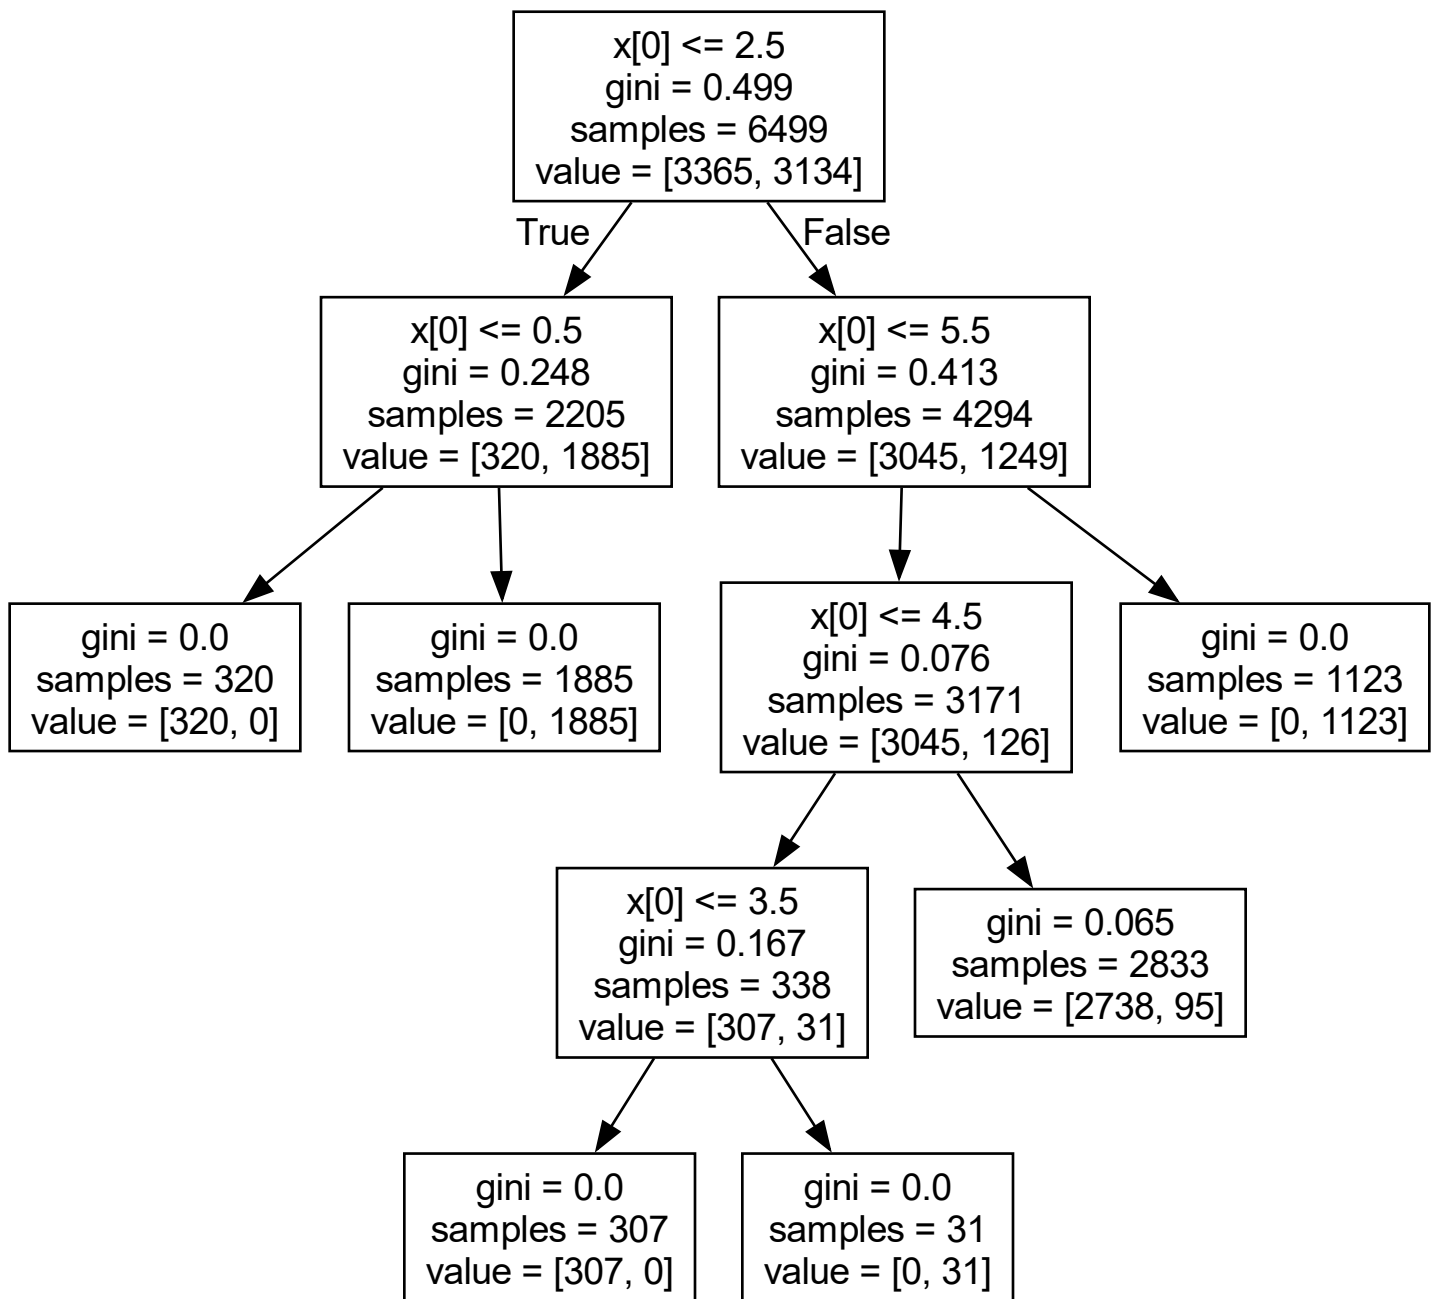 x[0] <= 2.5
gini = 0.499
samples = 6499
value = [3365, 3134]
True
False
x[0] <= 0.5
gini = 0.248
samples = 2205
value = [320, 1885]
x[0] <= 5.5
gini = 0.413
samples = 4294
value = [3045, 1249]
gini = 0.0
samples = 320
value = [320, 0]
gini = 0.0
samples = 1885
value = [0, 1885]
x[0] <= 4.5
gini = 0.076
samples = 3171
value = [3045, 126]
gini = 0.0
samples = 1123
value = [0, 1123]
x[0] <= 3.5
gini = 0.167
samples = 338
value = [307, 31]
gini = 0.065
samples = 2833
value = [2738, 95]
gini = 0.0
samples = 307
value = [307, 0]
gini = 0.0
samples = 31
value = [0, 31]